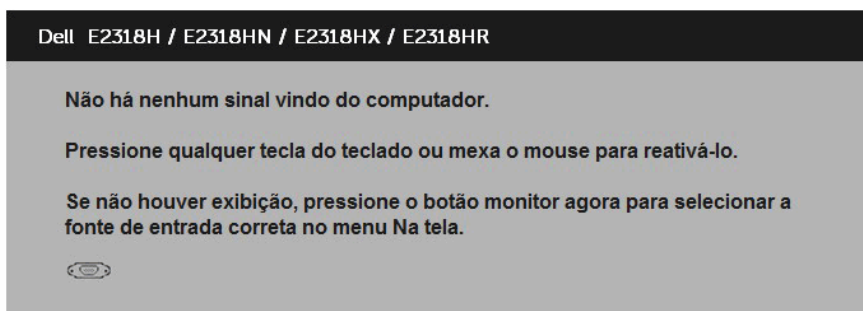 Dell E2318H / E2318HN / E2318HX / E2318HR
Não há nenhum sinal vindo do computador.
Pressione qualquer tecla do teclado ou mexa o mouse para reativá-lo.
Se não houver exibição, pressione o botão monitor agora para selecionar a
fonte de entrada correta no menu Na tela.